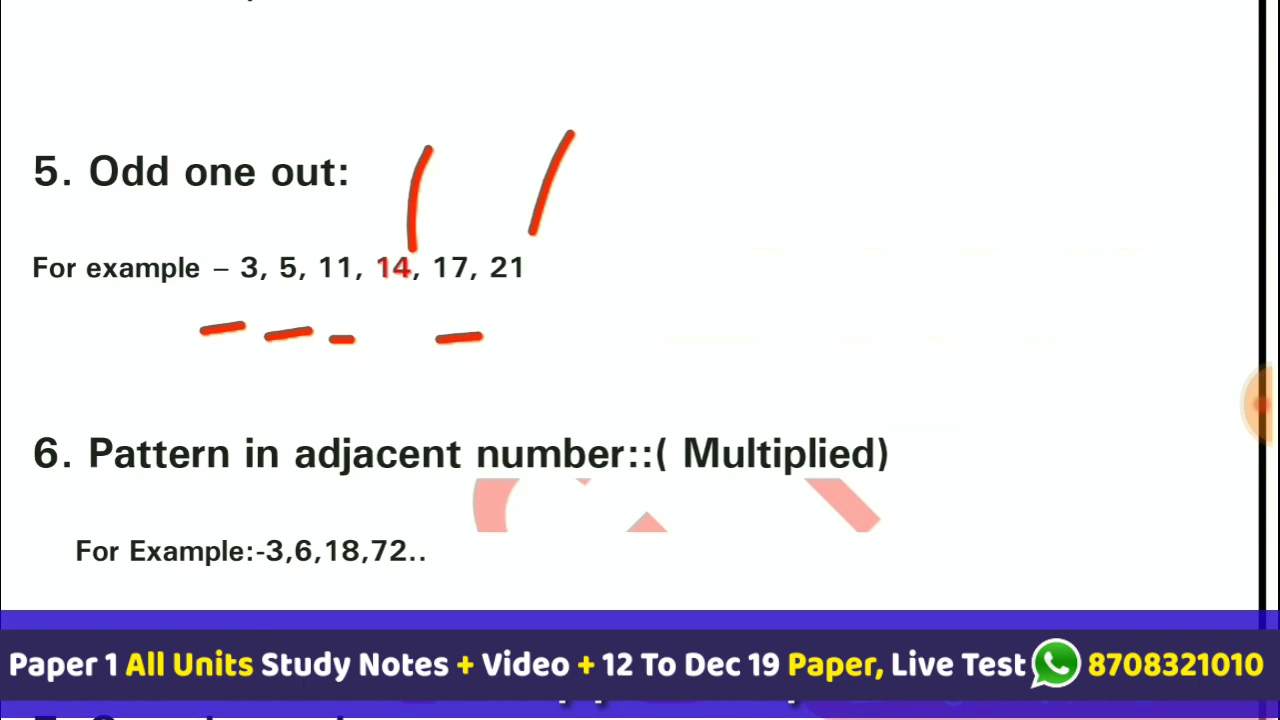 5. Odd one out:
For example – 3, 5, 11, 14, 17, 21
6. Pattern in adjacent number::( Multiplied)
For Example:-3,6,18,72..
Paper 1 All Units Study Notes + Video + 12 To Dec 19 Paper, Live Test 8708321010